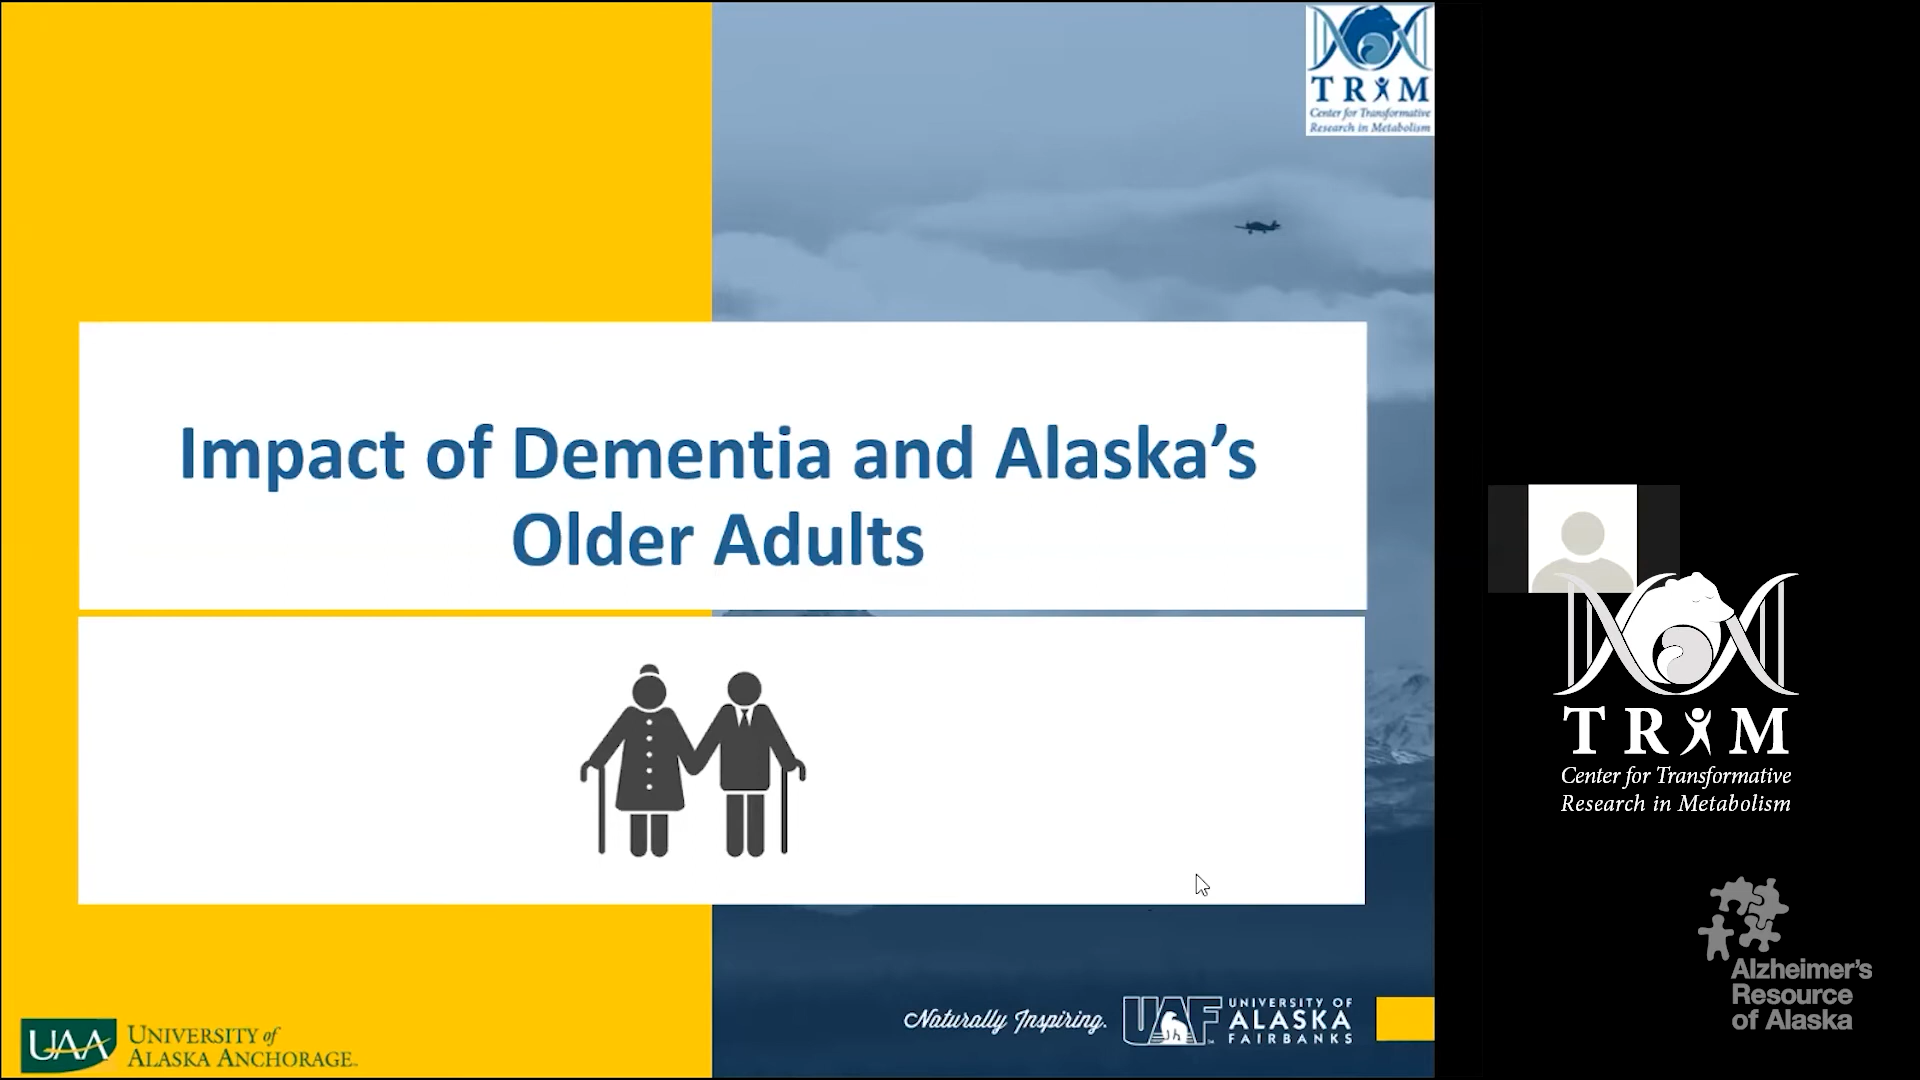 TRiM
Center for Transformative
Research in Metabolism
Impact of Dementia and Alaska's
Older Adults
Naturally Inspiring.
UAF
UNIVERSITY OF
ALASKA
FAIRBANKS
UAA
UNIVERSITY of
ALASKA ANCHORAGE
TRiM
Center for Transformative
Research in Metabolism
Alzheimer's
Resource
of Alaska